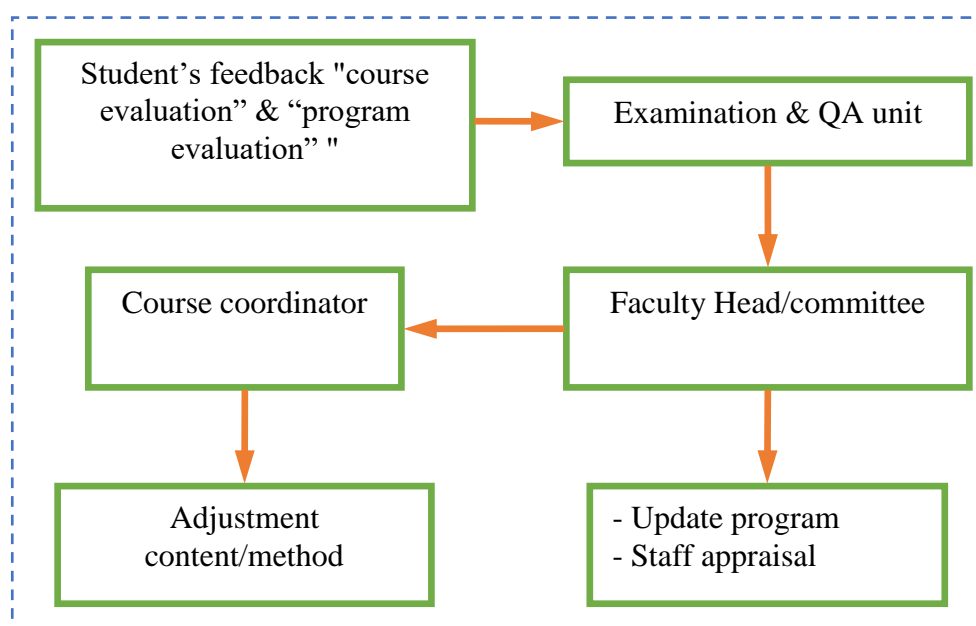 Student’s feedback "course
evaluation” & “program
evaluation” "
Examination & QA unit
Course coordinator
Faculty Head/committee
Adjustment
content/method
- Update program
- Staff appraisal